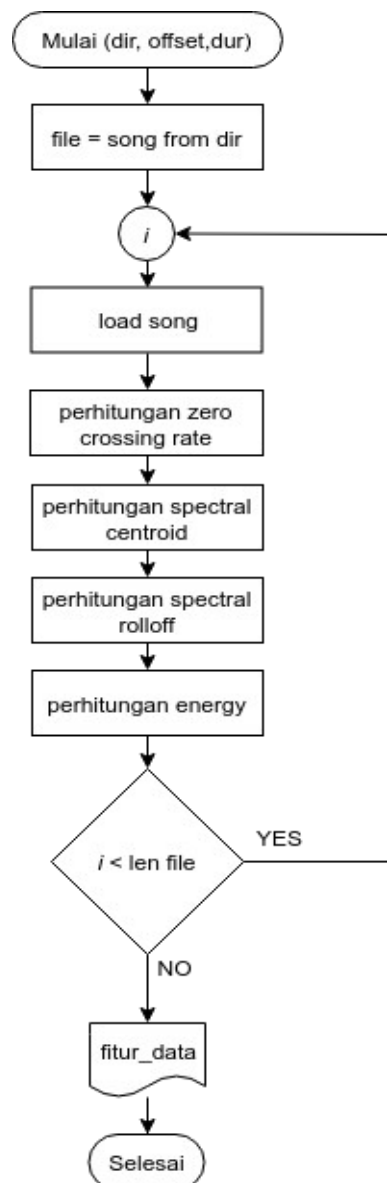 Mulai (dir, offset,dur)
file = song from dir
i
load song
perhitungan zero
crossing rate
perhitungan spectral
centroid
perhitungan spectral
rolloff
perhitungan energy
i < len file
YES
NO
fitur_data
Selesai